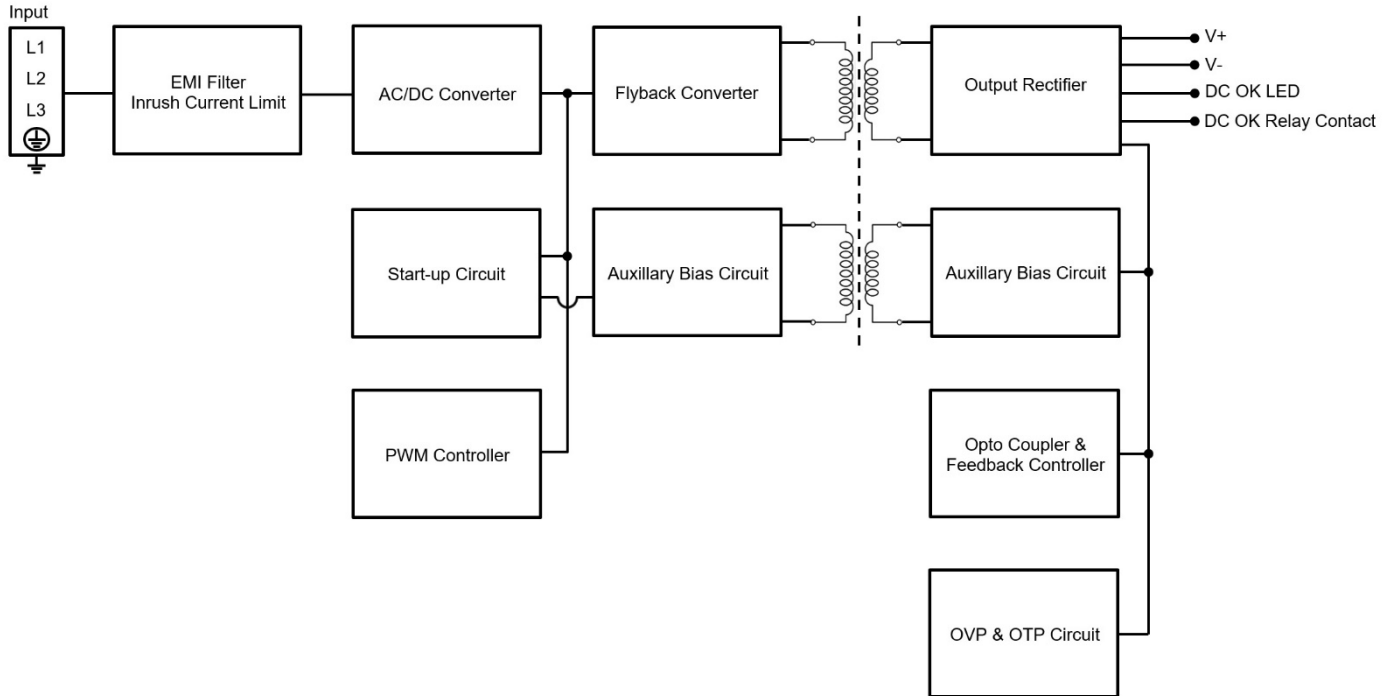 Input
L1
L2
L3
EMI Filter
Inrush Current Limit
AC/DC Converter
Flyback Converter
Output Rectifier
V+
V-
DC OK LED
DC OK Relay Contact
Start-up Circuit
Auxillary Bias Circuit
Auxillary Bias Circuit
PWM Controller
Opto Coupler &
Feedback Controller
OVP & OTP Circuit